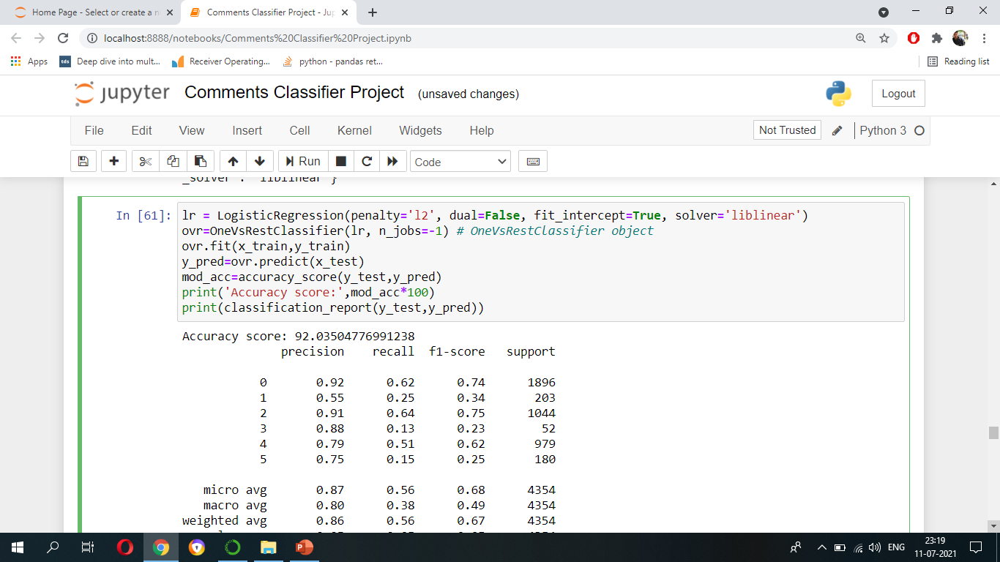 Home Page - Select or create a n
Comments Classifier Project - Jup
localhost:8888/notebooks/Comments%20Classifier%20Project.ipynb
Apps
tds
Deep dive into mult...
Receiver Operating...
python - pandas ret...
Reading list
jupyter
Comments Classifier Project
(unsaved changes)
Logout
File Edit View Insert Cell Kernel Widgets Help
Not Trusted
Python 3
Run
Code
_solver : 'liblinear'}
In [61]:
lr = LogisticRegression(penalty='l2', dual=False, fit_intercept=True, solver='liblinear')
ovr=OneVsRestClassifier(lr, n_jobs=-1) # OneVsRestClassifier object
ovr.fit(x_train,y_train)
y_pred=ovr.predict(x_test)
mod_acc=accuracy_score(y_test,y_pred)
print('Accuracy score:',mod_acc*100)
print(classification_report(y_test,y_pred))
Accuracy score: 92.03504776991238
precision recall f1-score support
0 0.92 0.62 0.74 1896
1 0.55 0.25 0.34 203
2 0.91 0.64 0.75 1044
3 0.88 0.13 0.23 52
4 0.79 0.51 0.62 979
5 0.75 0.15 0.25 180
micro avg 0.87 0.56 0.68 4354
macro avg 0.80 0.38 0.49 4354
weighted avg 0.86 0.56 0.67 4354
ENG
23:19
11-07-2021